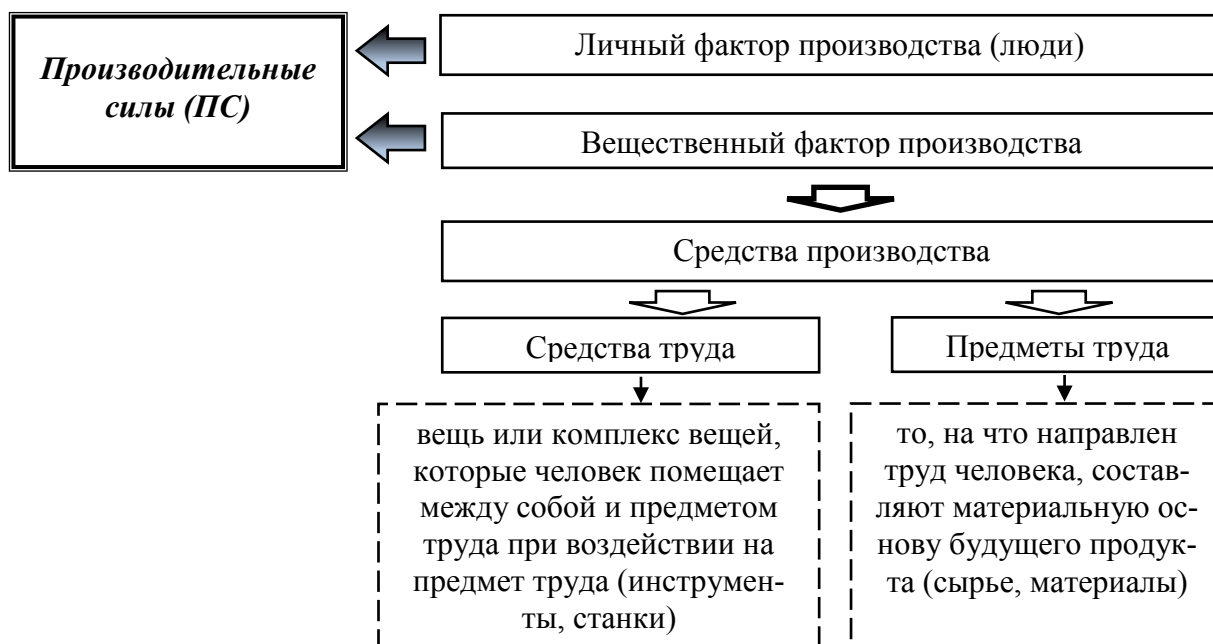 Производительные
силы (ПС)
Личный фактор производства (люди)
Вещественный фактор производства
Средства производства
Средства труда
Предметы труда
вещь или комплекс вещей,
которые человек помещает
между собой и предметом
труда при воздействии на
предмет труда (инструмен-
ты, станки)
то, на что направлен
труд человека, состав-
ляют материальную ос-
нову будущего продук-
та (сырье, материалы)